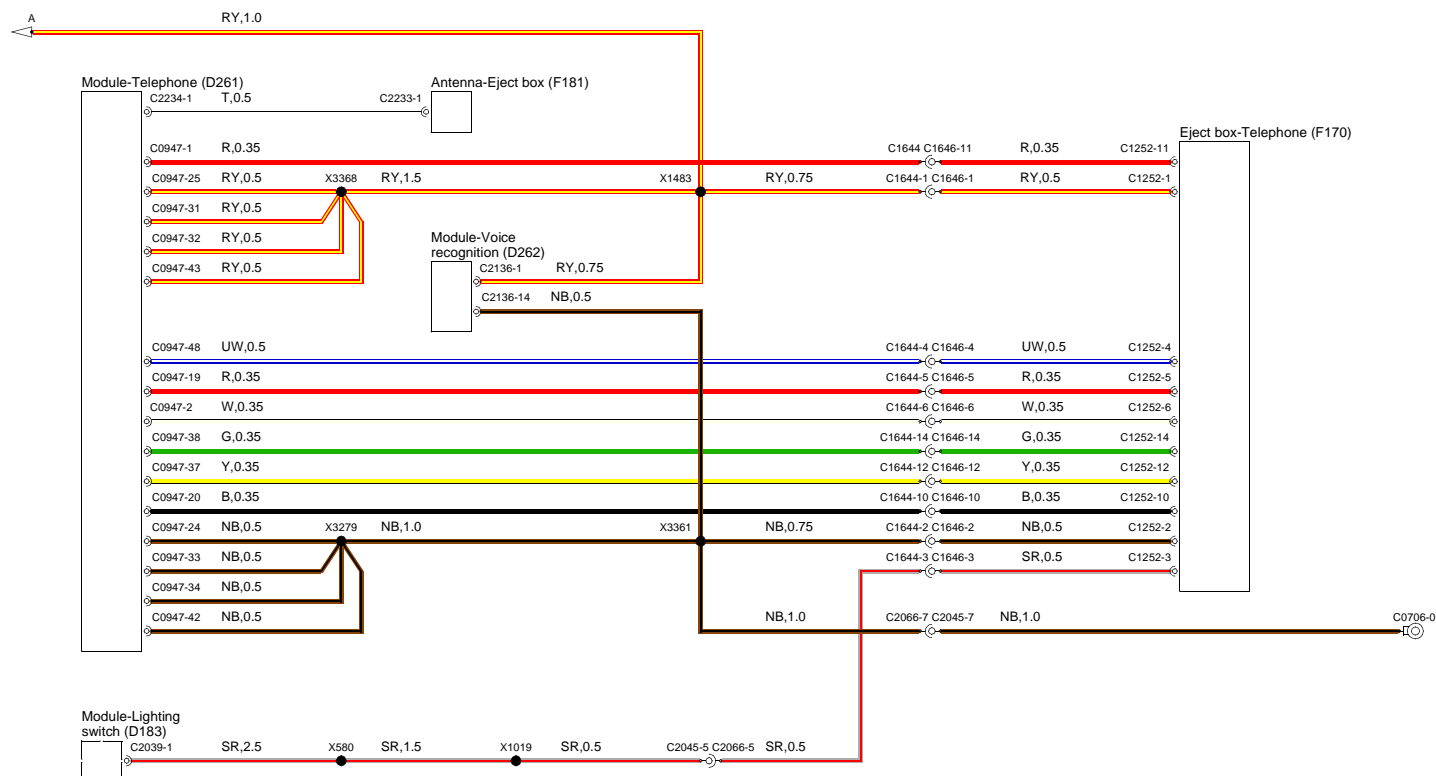 A RY,1.0
Module-Telephone (D261) Antenna-Eject box (F181)
C2234-1 T,0.5 C2233-1
Eject box-Telephone (F170)
C0947-1 R,0.35 C1644 C1646-11 R,0.35 C1252-11
C0947-25 RY,0.5 X3368 RY,1.5 X1483 RY,0.75 C1644-1 C1646-1 RY,0.5 C1252-1
C0947-31 RY,0.5
C0947-32 RY,0.5
Module-Voice
recognition (D262)
C0947-43 RY,0.5 C2136-1 RY,0.75
C2136-14 NB,0.5
C0947-48 UW,0.5 C1644-4 C1646-4 UW,0.5 C1252-4
C0947-19 R,0.35 C1644-5 C1646-5 R,0.35 C1252-5
C0947-2 W,0.35 C1644-6 C1646-6 W,0.35 C1252-6
C0947-38 G,0.35 C1644-14 C1646-14 G,0.35 C1252-14
C0947-37 Y,0.35 C1644-12 C1646-12 Y,0.35 C1252-12
C0947-20 B,0.35 C1644-10 C1646-10 B,0.35 C1252-10
C0947-24 NB,0.5 X3279 NB,1.0 X3361 NB,0.75 C1644-2 C1646-2 NB,0.5 C1252-2
C0947-33 NB,0.5 C1644-3 C1646-3 SR,0.5 C1252-3
C0947-34 NB,0.5
C0947-42 NB,0.5 NB,1.0 C2066-7 C2045-7 NB,1.0 C0706-0
Module-Lighting
switch (D183)
C2039-1 SR,2.5 X580 SR,1.5 X1019 SR,0.5 C2045-5 C2066-5 SR,0.5